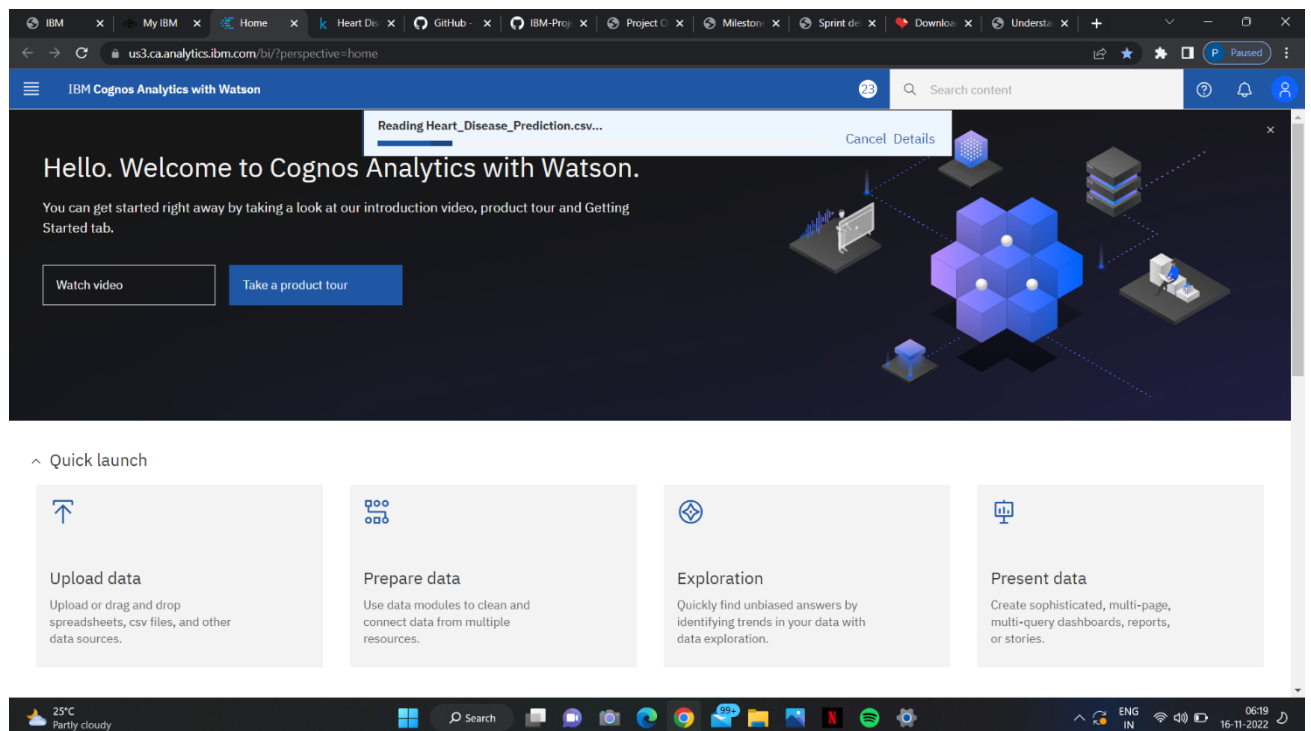 IBM
My IBM
Home
Heart Dis
GitHub -
IBM-Proj
Project O
Mileston
Sprint de
Downloa
Understa
us3.ca.analytics.ibm.com/bi/?perspective=home
P Paused
IBM Cognos Analytics with Watson
23
Search content
Reading Heart_Disease_Prediction.csv...
Cancel Details
Hello. Welcome to Cognos Analytics with Watson.
You can get started right away by taking a look at our introduction video, product tour and Getting
Started tab.
Watch video
Take a product tour
Quick launch
Upload data
Upload or drag and drop
spreadsheets, csv files, and other
data sources.
Prepare data
Use data modules to clean and
connect data from multiple
resources.
Exploration
Quickly find unbiased answers by
identifying trends in your data with
data exploration.
Present data
Create sophisticated, multi-page,
multi-query dashboards, reports,
or stories.
25°C
Partly cloudy
Search
99+
N
ENG
IN
06:19
16-11-2022